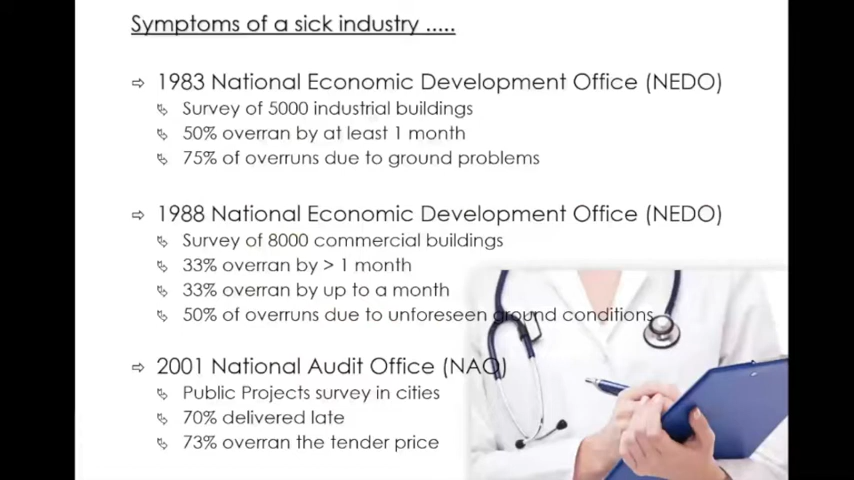 Symptoms of a sick industry .....
1983 National Economic Development Office (NEDO)
Survey of 5000 industrial buildings
50% overran by at least 1 month
75% of overruns due to ground problems
1988 National Economic Development Office (NEDO)
Survey of 8000 commercial buildings
33% overran by > 1 month
33% overran by up to a month
50% of overruns due to unforeseen ground conditions
2001 National Audit Office (NAO)
Public Projects survey in cities
70% delivered late
73% overran the tender price